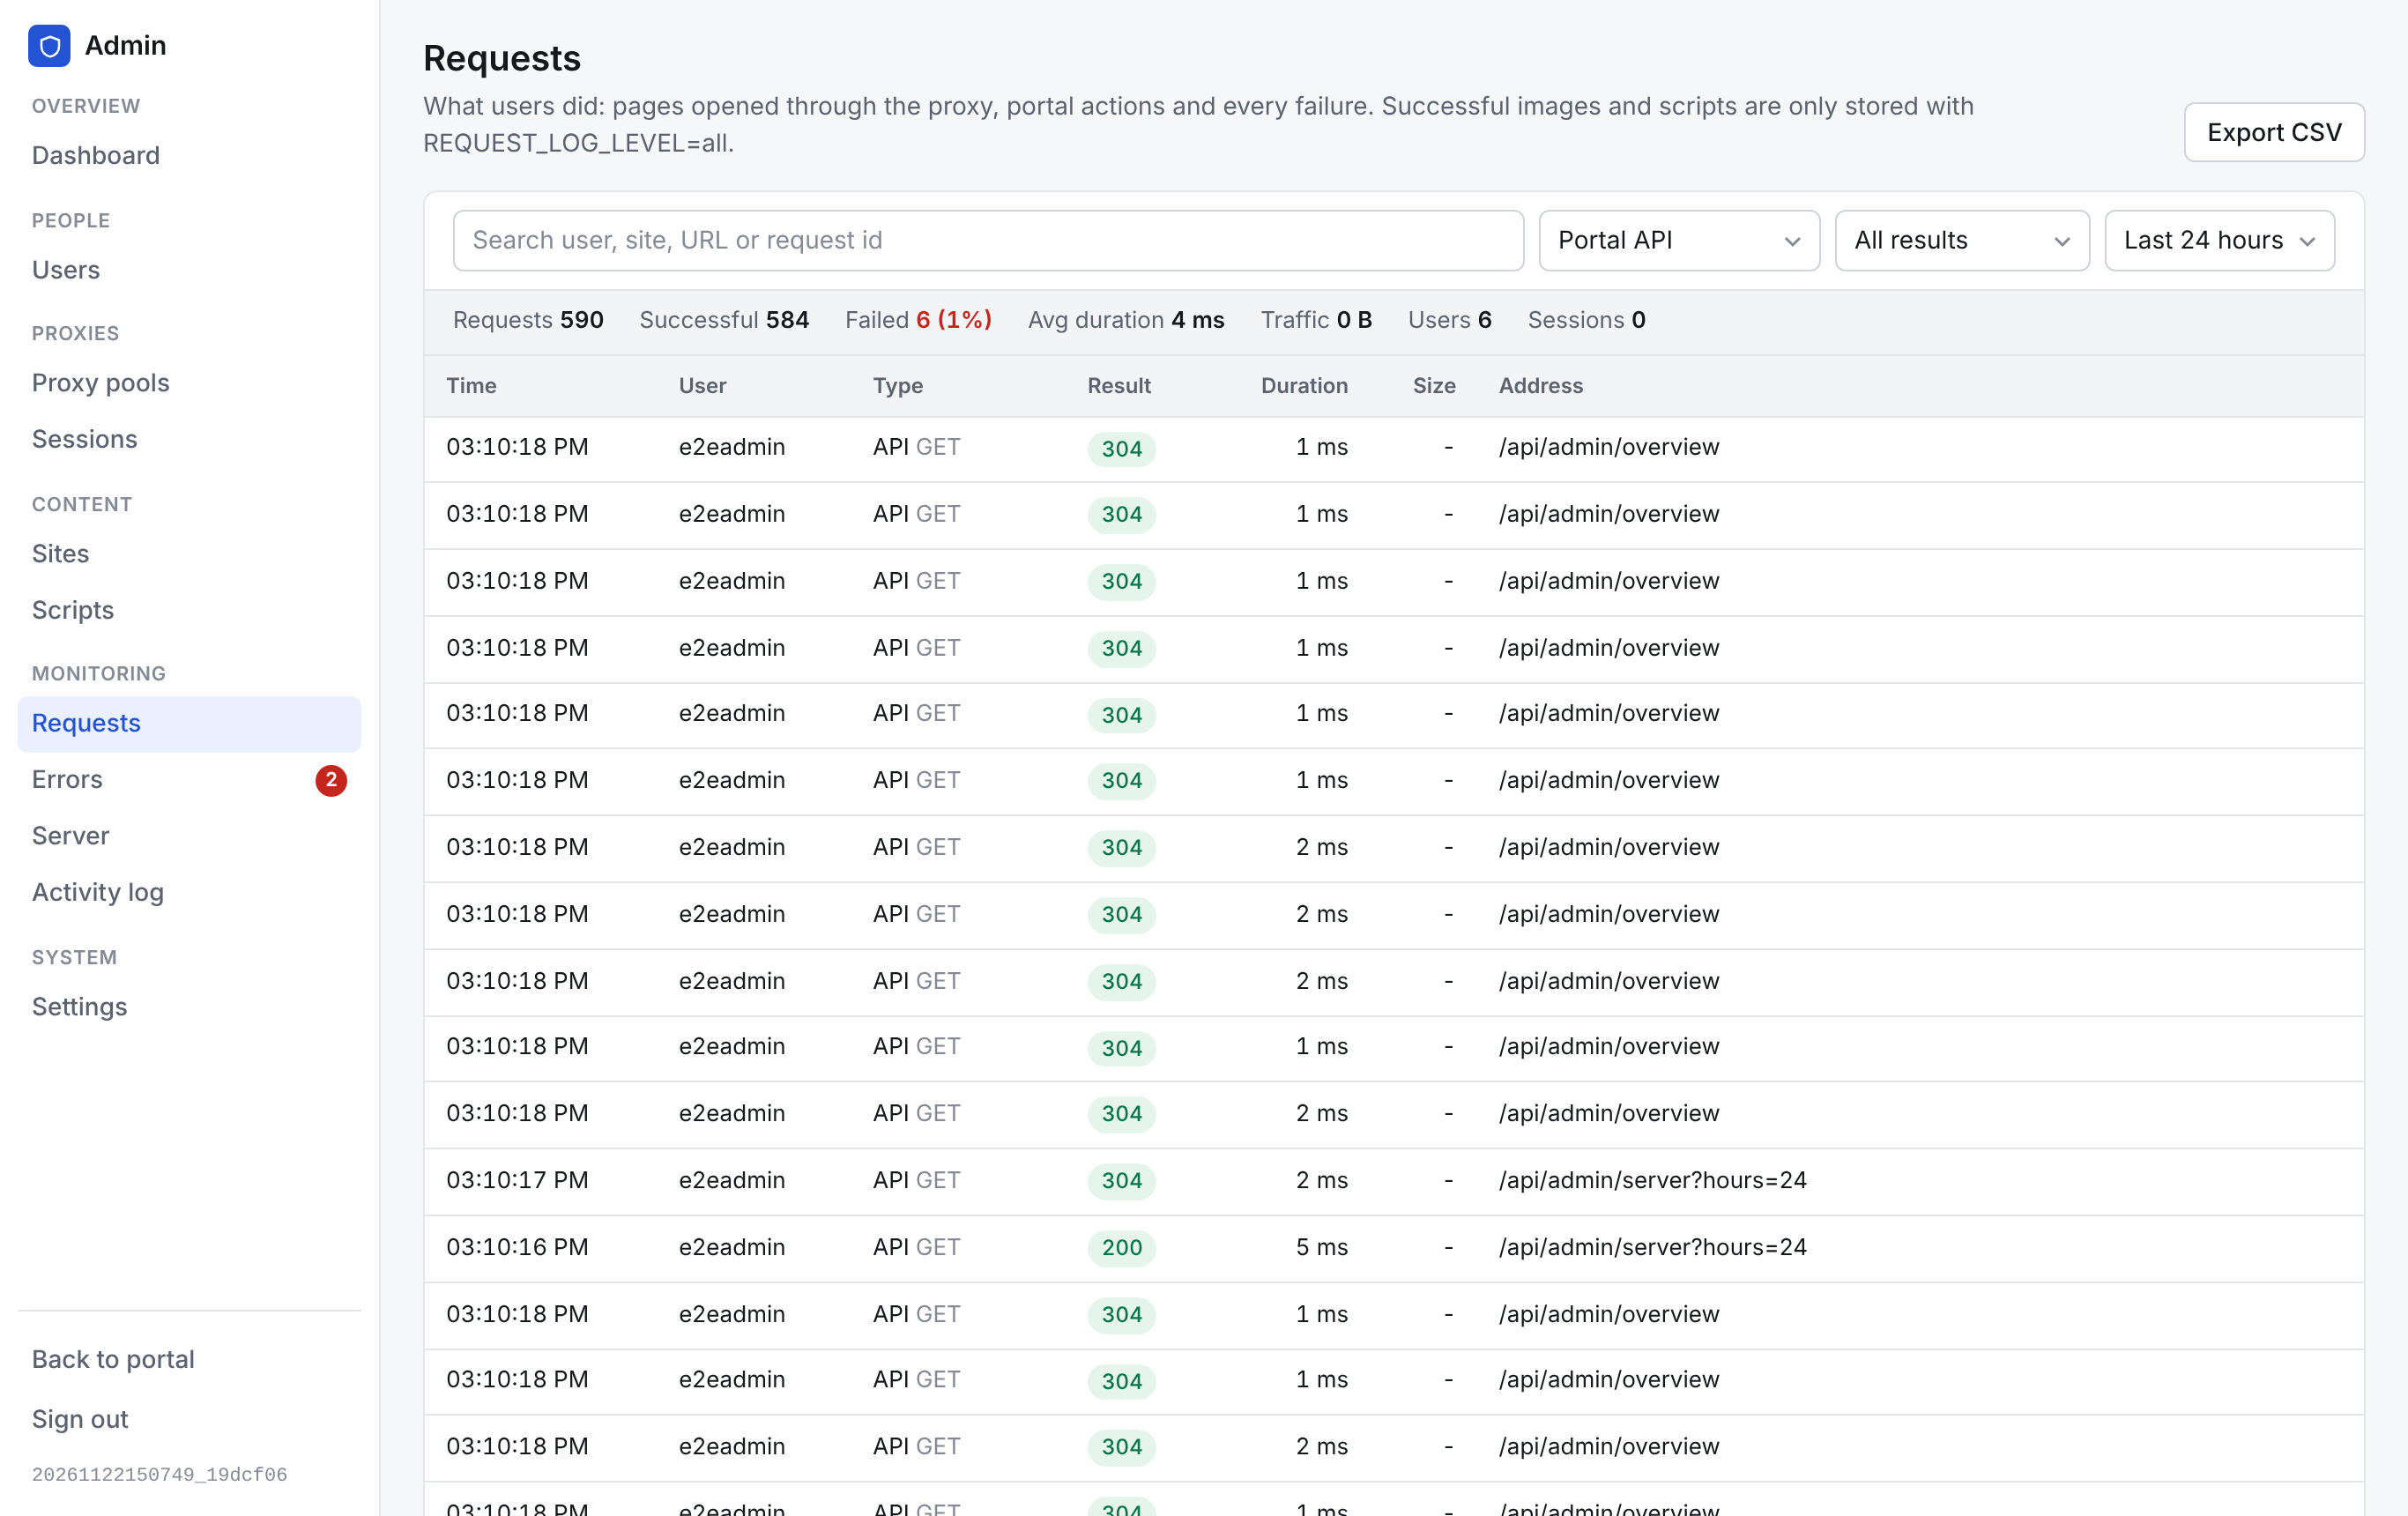 Admin
OVERVIEW
Dashboard
PEOPLE
Users
PROXIES
Proxy pools
Sessions
CONTENT
Sites
Scripts
MONITORING
Requests
Errors 2
Server
Activity log
SYSTEM
Settings
Back to portal
Sign out
20261122150749_19dcf06
Requests
What users did: pages opened through the proxy, portal actions and every failure. Successful images and scripts are only stored with
REQUEST_LOG_LEVEL=all.
Export CSV
Search user, site, URL or request id Portal API All results Last 24 hours
Requests 590 Successful 584 Failed 6 (1%) Avg duration 4 ms Traffic 0 B Users 6 Sessions 0
Time User Type Result Duration Size Address
03:10:18 PM e2eadmin API GET 304 1 ms - /api/admin/overview
03:10:18 PM e2eadmin API GET 304 1 ms - /api/admin/overview
03:10:18 PM e2eadmin API GET 304 1 ms - /api/admin/overview
03:10:18 PM e2eadmin API GET 304 1 ms - /api/admin/overview
03:10:18 PM e2eadmin API GET 304 1 ms - /api/admin/overview
03:10:18 PM e2eadmin API GET 304 1 ms - /api/admin/overview
03:10:18 PM e2eadmin API GET 304 2 ms - /api/admin/overview
03:10:18 PM e2eadmin API GET 304 2 ms - /api/admin/overview
03:10:18 PM e2eadmin API GET 304 2 ms - /api/admin/overview
03:10:18 PM e2eadmin API GET 304 1 ms - /api/admin/overview
03:10:18 PM e2eadmin API GET 304 2 ms - /api/admin/overview
03:10:17 PM e2eadmin API GET 304 2 ms - /api/admin/server?hours=24
03:10:16 PM e2eadmin API GET 200 5 ms - /api/admin/server?hours=24
03:10:18 PM e2eadmin API GET 304 1 ms - /api/admin/overview
03:10:18 PM e2eadmin API GET 304 1 ms - /api/admin/overview
03:10:18 PM e2eadmin API GET 304 2 ms - /api/admin/overview
03:10:18 PM e2eadmin API GET 304 1 ms - /api/admin/overview